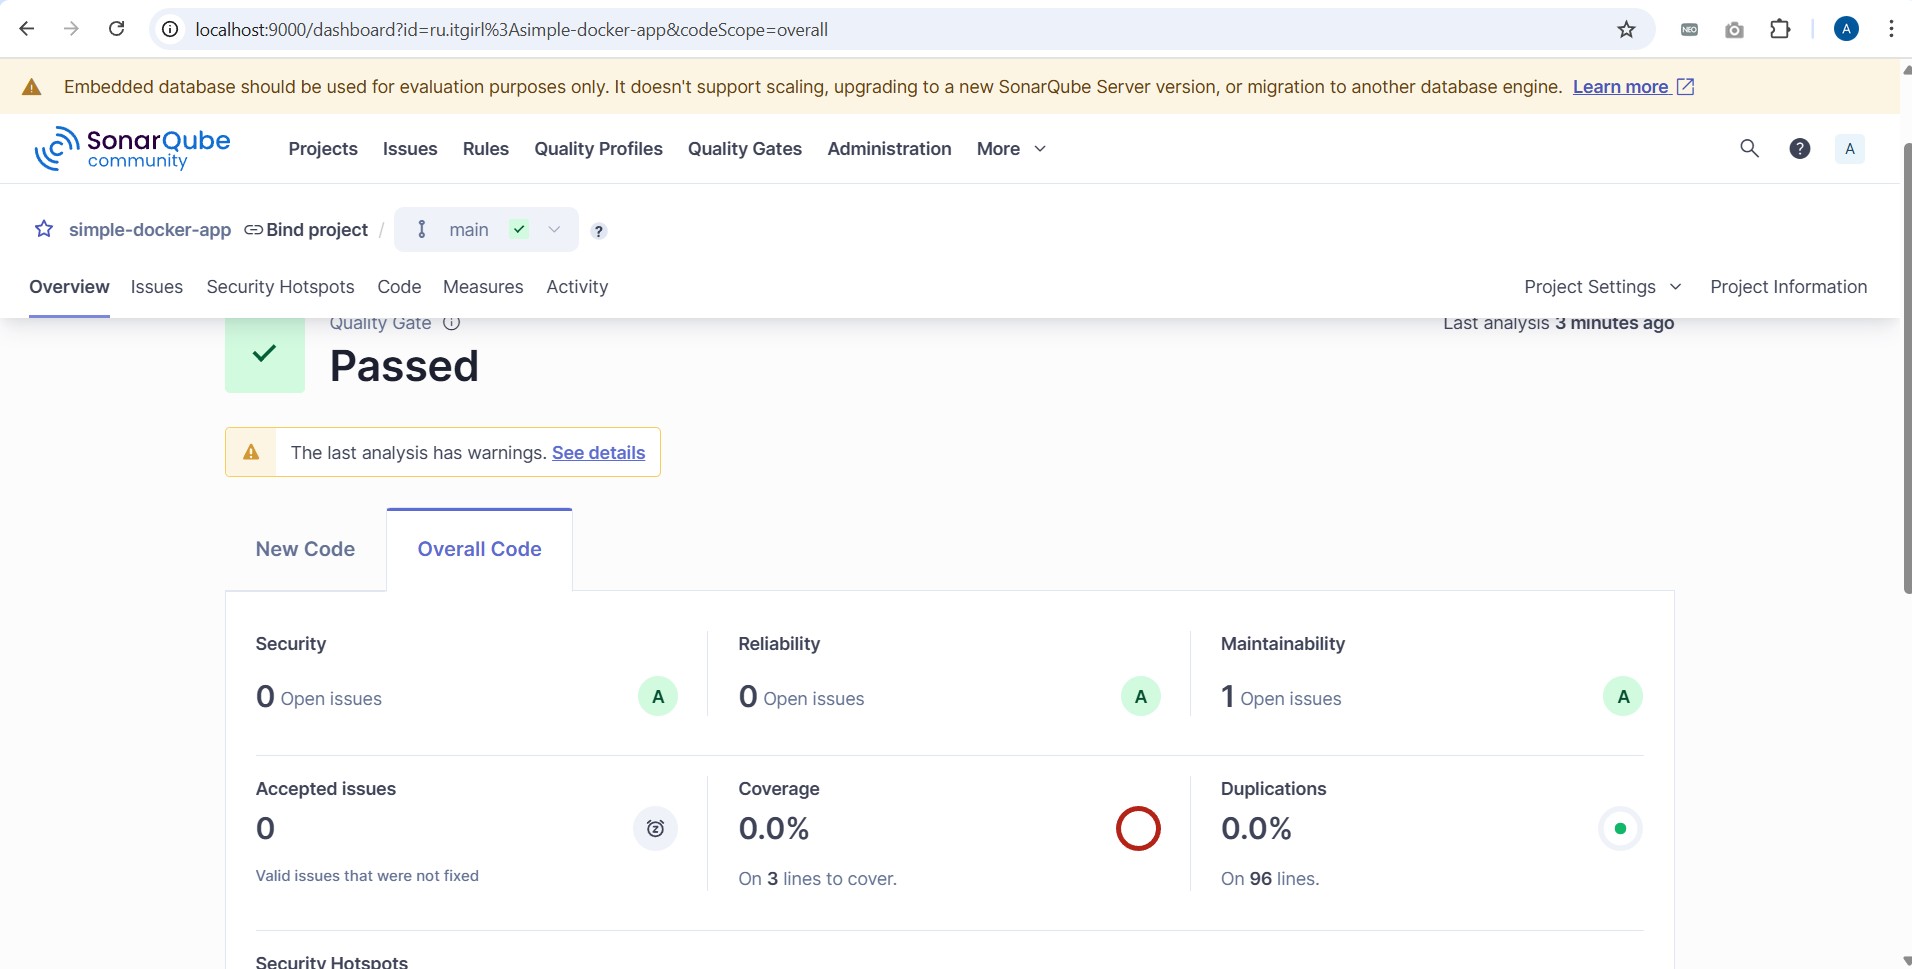 localhost:9000/dashboard?id=ru.itgirl%3Asimple-docker-app&codeScope=overall
NEO
A
Embedded database should be used for evaluation purposes only. It doesn't support scaling, upgrading to a new SonarQube Server version, or migration to another database engine. Learn more
SonarQube community
Projects Issues Rules Quality Profiles Quality Gates Administration More
? A
simple-docker-app Bind project / main ?
Overview Issues Security Hotspots Code Measures Activity Project Settings Project Information
Quality Gate Last analysis 3 minutes ago
Passed
The last analysis has warnings. See details
New Code Overall Code
Security Reliability Maintainability
0 Open issues A 0 Open issues A 1 Open issues A
Accepted issues Coverage Duplications
0 0.0% 0.0%
Valid issues that were not fixed On 3 lines to cover. On 96 lines.
Security Hotspots